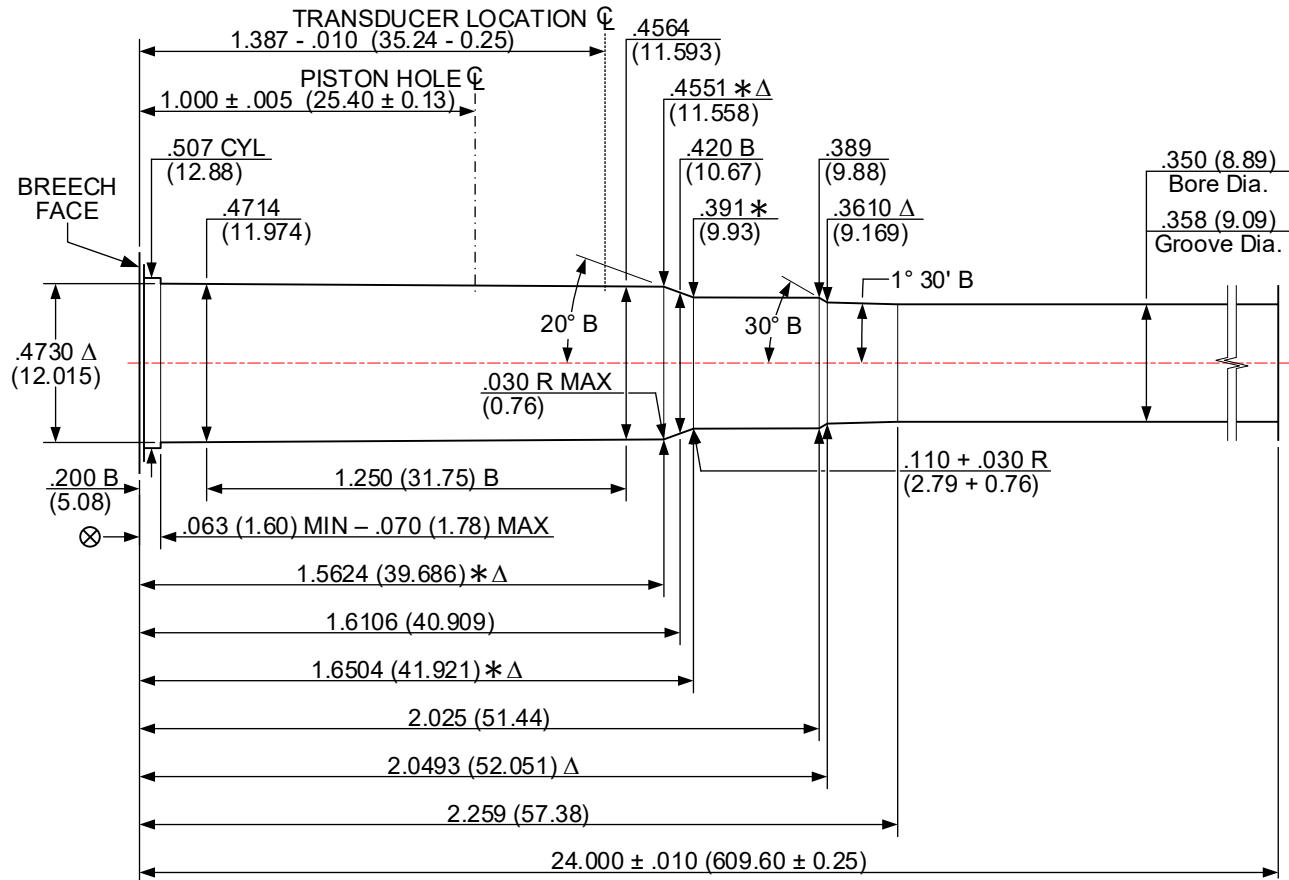 TRANSDUCER LOCATION ℄
1.387 - .010 (35.24 - 0.25)
PISTON HOLE ℄
1.000 ± .005 (25.40 ± 0.13)
.4564
(11.593)
.4551 * Δ
(11.558)
.507 CYL
(12.88)
.420 B
(10.67)
.389
(9.88)
.350 (8.89)
Bore Dia.
BREECH
FACE
.4714
(11.974)
.391 *
(9.93)
.3610 Δ
(9.169)
.358 (9.09)
Groove Dia.
1° 30' B
20° B
30° B
.4730 Δ
(12.015)
.030 R MAX
(0.76)
.110 + .030 R
(2.79 + 0.76)
.200 B
(5.08)
1.250 (31.75) B
⊗
.063 (1.60) MIN – .070 (1.78) MAX
1.5624 (39.686) * Δ
1.6106 (40.909)
1.6504 (41.921) * Δ
2.025 (51.44)
2.0493 (52.051) Δ
2.259 (57.38)
24.000 ± .010 (609.60 ± 0.25)